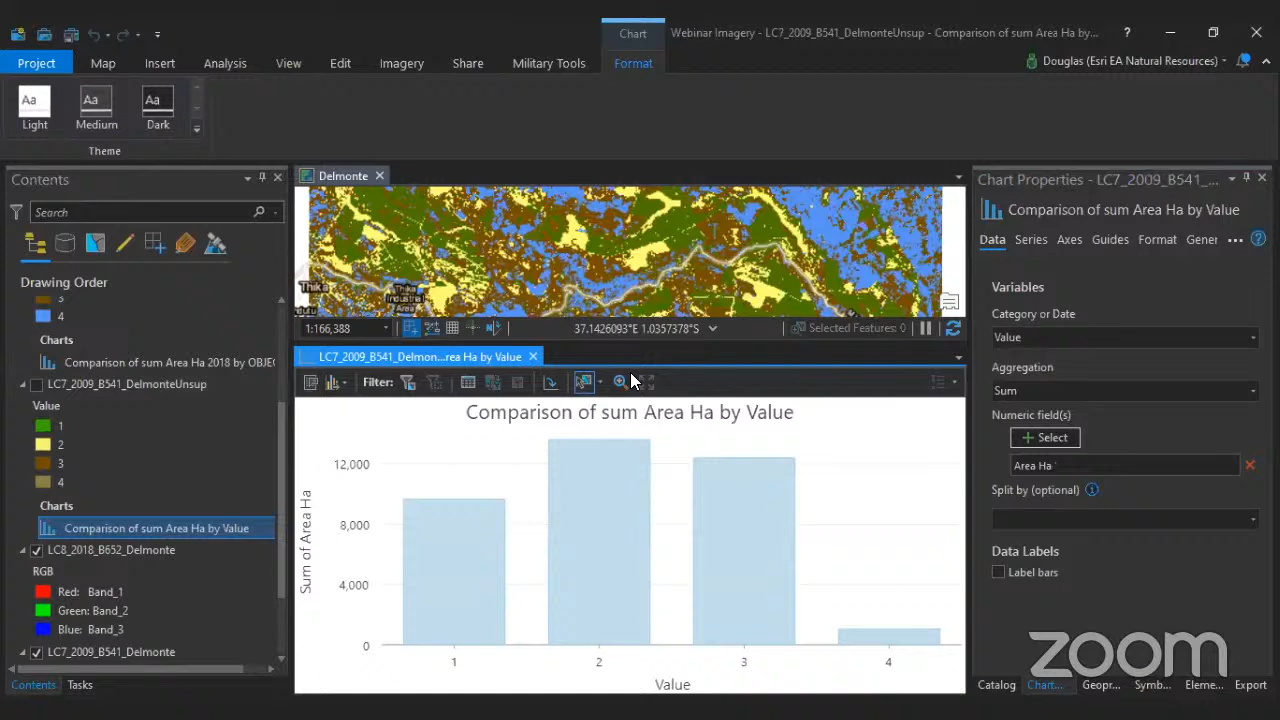 Chart
Webinar Imagery - LC7_2009_B541_DelmonteUnsup - Comparison of sum Area Ha by...
?
Project
Map
Insert
Analysis
View
Edit
Imagery
Share
Military Tools
Format
Douglas (Esri EA Natural Resources)
Aa
Aa
Aa
Light
Medium
Dark
Theme
Contents
Search
Drawing Order
3
4
Charts
Comparison of sum Area Ha 2018 by OBJEC
LC7_2009_B541_DelmonteUnsup
Value
1
2
3
4
Charts
Comparison of sum Area Ha by Value
LC8_2018_B652_Delmonte
RGB
Red: Band_1
Green: Band_2
Blue: Band_3
LC7_2009_B541_Delmonte
Contents
Tasks
Delmonte
Thika
Thika
Industrial
Area
1:166,388
37.1426093°E 1.0357378°S
Selected Features: 0
LC7_2009_B541_Delmon...rea Ha by Value
Filter:
Comparison of sum Area Ha by Value
Sum of Area Ha
12,000
8,000
4,000
0
1
2
3
4
Value
Chart Properties - LC7_2009_B541_...
Comparison of sum Area Ha by Value
Data
Series
Axes
Guides
Format
Gener
Variables
Category or Date
Value
Aggregation
Sum
Numeric field(s)
Select
Area Ha
Split by (optional)
Data Labels
Label bars
zoom
Catalog
Chart...
Geopr...
Symb...
Eleme...
Export